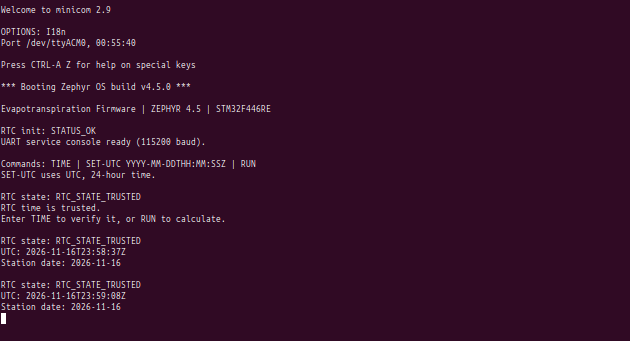 Welcome to minicom 2.9
OPTIONS: I18n
Port /dev/ttyACM0, 00:55:40
Press CTRL-A Z for help on special keys
*** Booting Zephyr OS build v4.5.0 ***
Evapotranspiration Firmware | ZEPHYR 4.5 | STM32F446RE
RTC init: STATUS_OK
UART service console ready (115200 baud).
Commands: TIME | SET-UTC YYYY-MM-DDTHH:MM:SSZ | RUN
SET-UTC uses UTC, 24-hour time.
RTC state: RTC_STATE_TRUSTED
RTC time is trusted.
Enter TIME to verify it, or RUN to calculate.
RTC state: RTC_STATE_TRUSTED
UTC: 2026-11-16T23:58:37Z
Station date: 2026-11-16
RTC state: RTC_STATE_TRUSTED
UTC: 2026-11-16T23:59:08Z
Station date: 2026-11-16